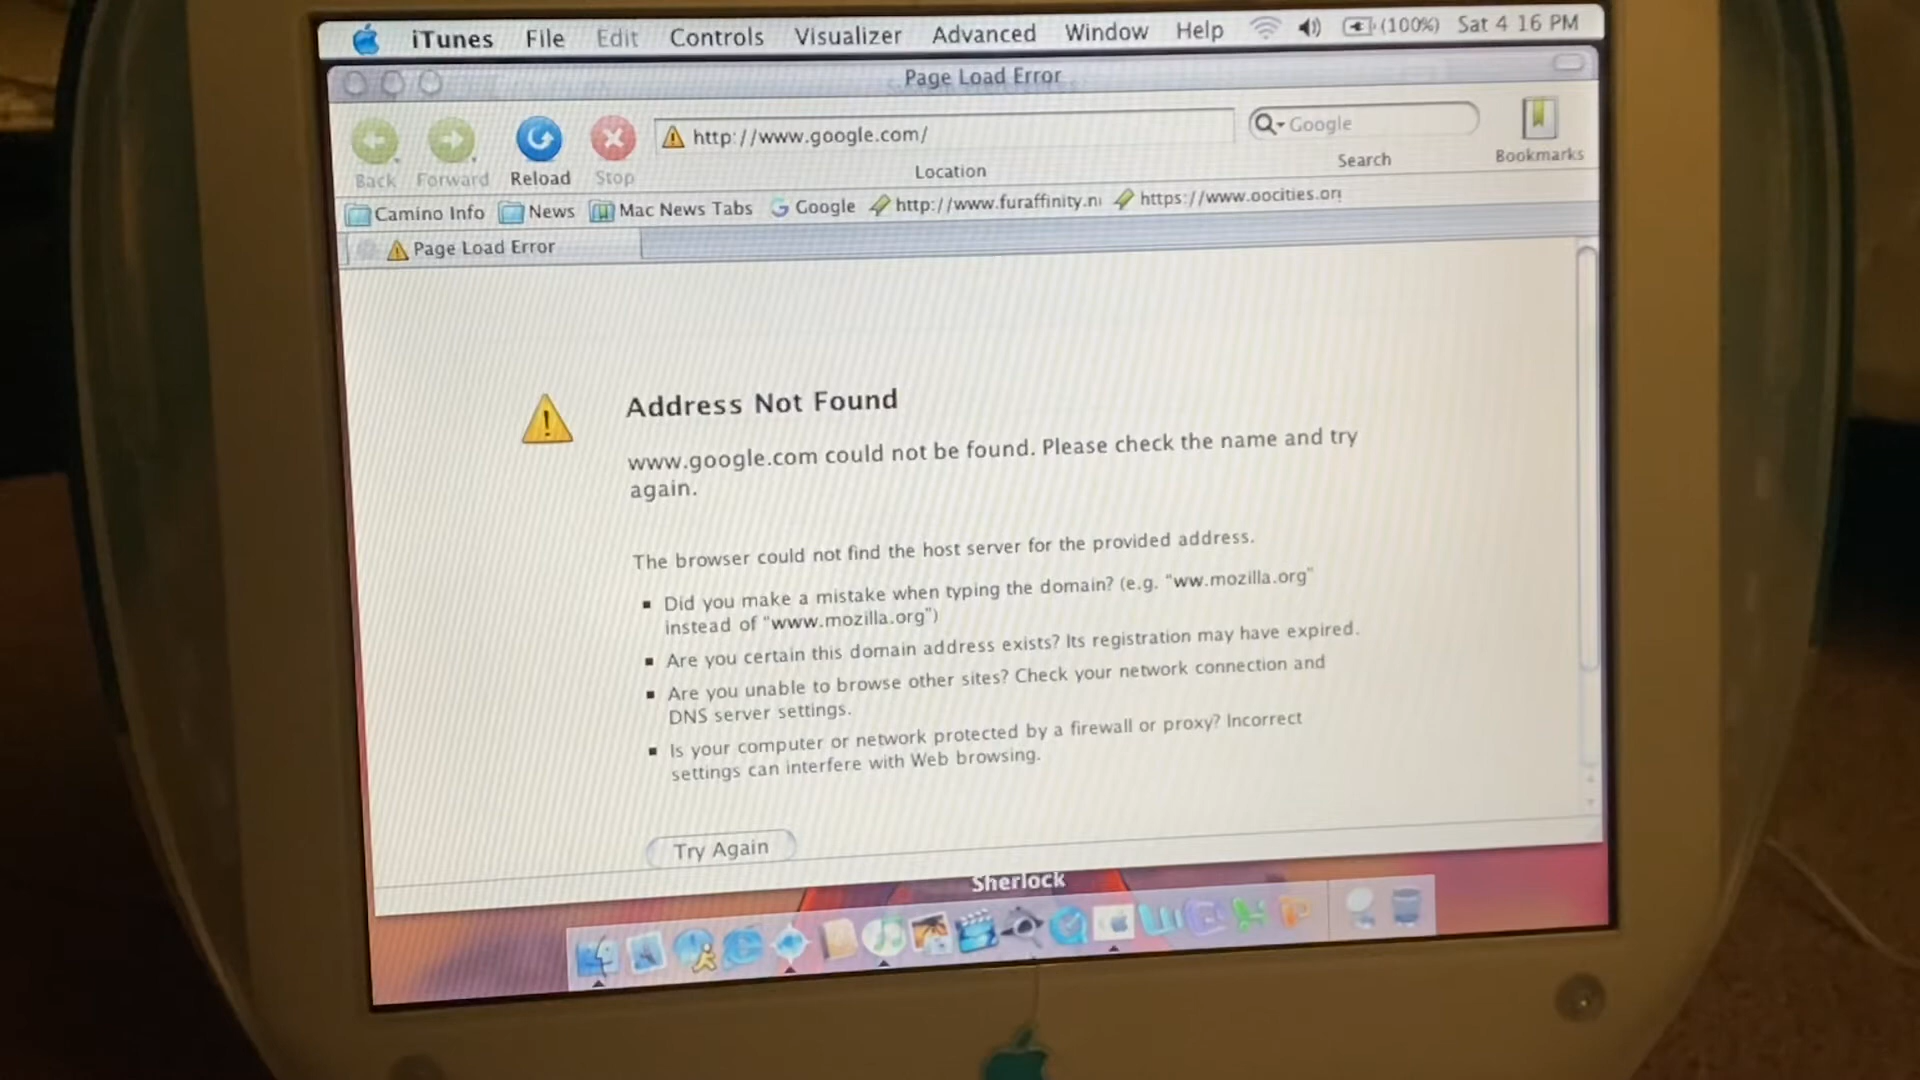 iTunes File Edit Controls Visualizer Advanced Window Help (100%) Sat 4 16 PM
Page Load Error
http://www.google.com/ Google
Back Forward Reload Stop Location Search Bookmarks
Camino Info News Mac News Tabs Google http://www.furaffinity.n https://www.oocities.or
Page Load Error
Address Not Found
www.google.com could not be found. Please check the name and try
again.
The browser could not find the host server for the provided address.
Did you make a mistake when typing the domain? (e.g. "ww.mozilla.org"
instead of "www.mozilla.org")
Are you certain this domain address exists? Its registration may have expired.
Are you unable to browse other sites? Check your network connection and
DNS server settings.
Is your computer or network protected by a firewall or proxy? Incorrect
settings can interfere with Web browsing.
Try Again
Sherlock